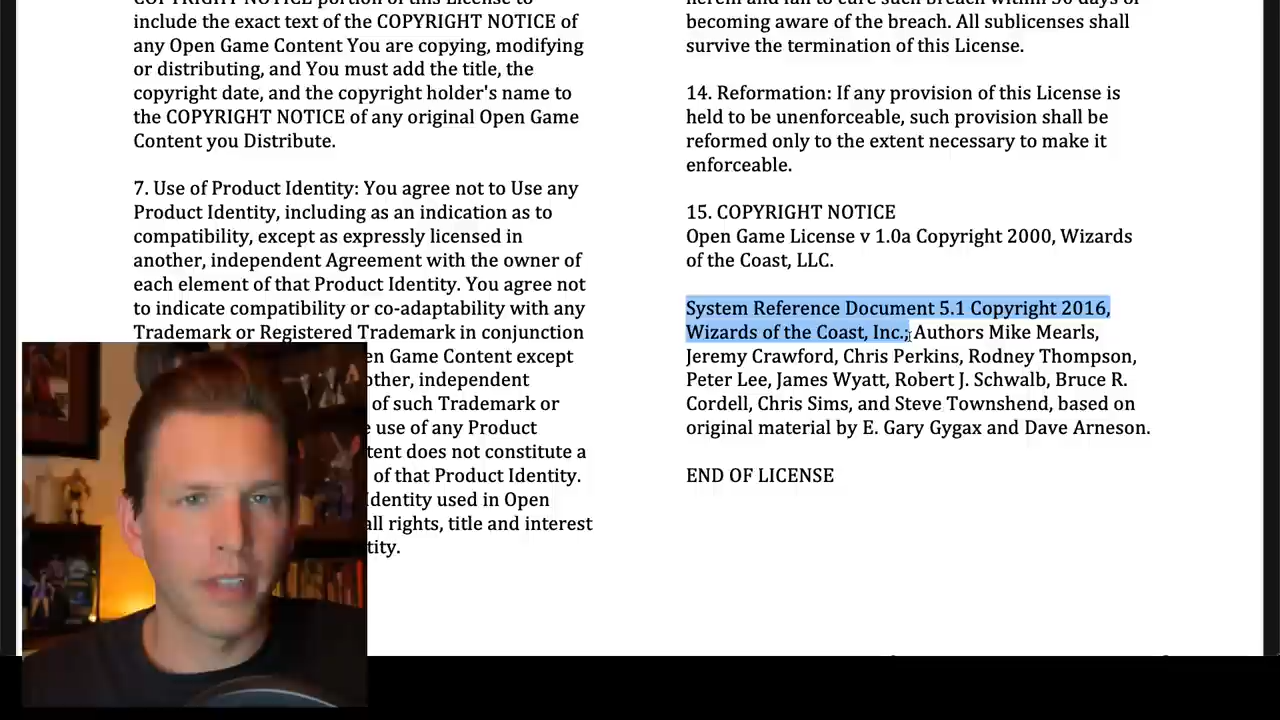 COPYRIGHT NOTICE portion of this License to
include the exact text of the COPYRIGHT NOTICE of
any Open Game Content You are copying, modifying
or distributing, and You must add the title, the
copyright date, and the copyright holder's name to
the COPYRIGHT NOTICE of any original Open Game
Content you Distribute.
7. Use of Product Identity: You agree not to Use any
Product Identity, including as an indication as to
compatibility, except as expressly licensed in
another, independent Agreement with the owner of
each element of that Product Identity. You agree not
to indicate compatibility or co-adaptability with any
Trademark or Registered Trademark in conjunction
en Game Content except
other, independent
of such Trademark or
use of any Product
tent does not constitute a
of that Product Identity.
Identity used in Open
all rights, title and interest
tity.
herein and fail to cure such breach within 30 days of
becoming aware of the breach. All sublicenses shall
survive the termination of this License.
14. Reformation: If any provision of this License is
held to be unenforceable, such provision shall be
reformed only to the extent necessary to make it
enforceable.
15. COPYRIGHT NOTICE
Open Game License v 1.0a Copyright 2000, Wizards
of the Coast, LLC.
System Reference Document 5.1 Copyright 2016,
Wizards of the Coast, Inc.; Authors Mike Mearls,
Jeremy Crawford, Chris Perkins, Rodney Thompson,
Peter Lee, James Wyatt, Robert J. Schwalb, Bruce R.
Cordell, Chris Sims, and Steve Townshend, based on
original material by E. Gary Gygax and Dave Arneson.
END OF LICENSE